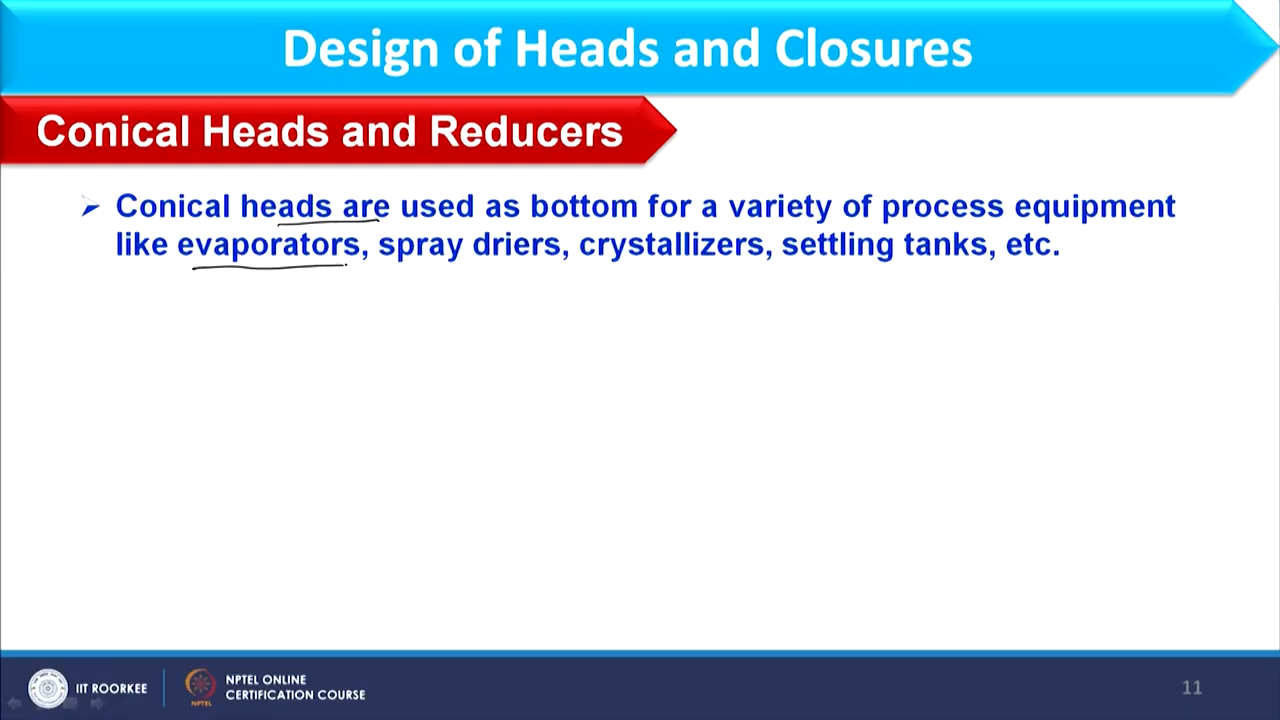 Design of Heads and Closures
Conical Heads and Reducers
Conical heads are used as bottom for a variety of process equipment
like evaporators, spray driers, crystallizers, settling tanks, etc.
IIT ROORKEE
NPTEL
NPTEL ONLINE
CERTIFICATION COURSE
11